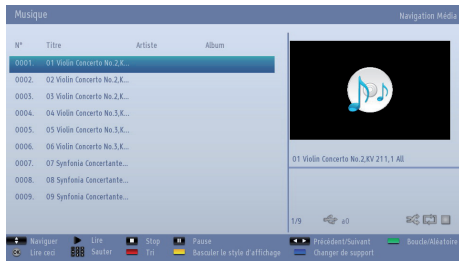 Musique
Navigation Média
N° Titre Artiste Album
0001. 01 Violin Concerto No.2,K...
0002. 02 Violin Concerto No.2,K...
0003. 03 Violin Concerto No.2,K...
0004. 04 Violin Concerto No.3,K...
0005. 05 Violin Concerto No.3,K...
0006. 06 Violin Concerto No.3,K...
0007. 07 Synfonia Concertante...
0008. 08 Synfonia Concertante...
0009. 09 Synfonia Concertante...
01 Violin Concerto No.2,KV 211,1 All
1/9 a0
Naviguer Lire Stop Pause Précédent/Suivant Boucle/Aléatoire
OK Lire ceci Sauter Tri Basculer le style d'affichage Changer de support